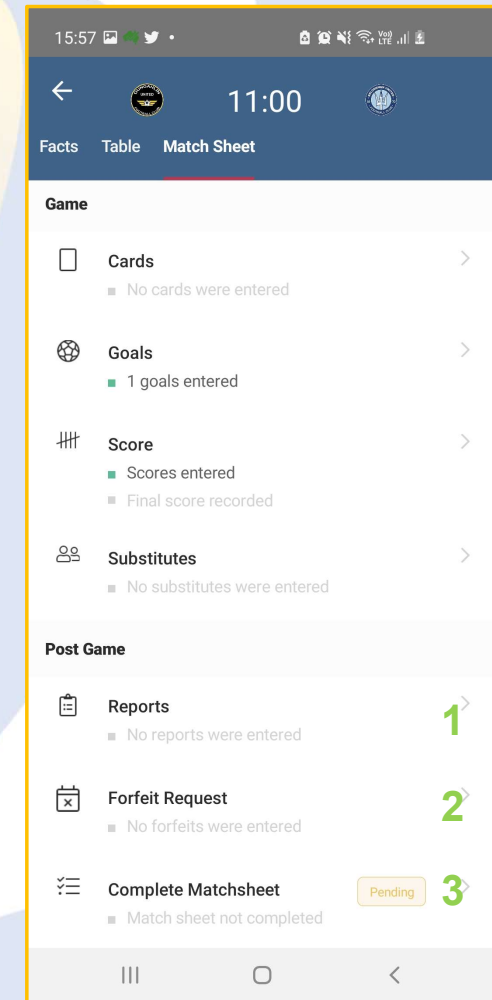 15:57
Vo)) LTE
11:00
Facts Table Match Sheet
Game
Cards
No cards were entered
Goals
1 goals entered
Score
Scores entered
Final score recorded
Substitutes
No substitutes were entered
Post Game
Reports
No reports were entered
1
Forfeit Request
No forfeits were entered
2
Complete Matchsheet
Pending
3
Match sheet not completed